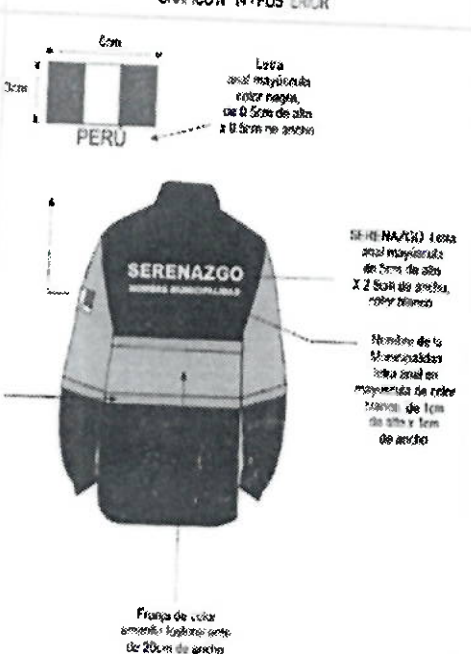 6cm
3cm
PERÚ
Letra
arial mayúscula
color negro,
de 0.5cm de alto
x 0.5cm de ancho
SERENAZGO
NOMBRE MUNICIPALIDAD
SERENAZGO Letra
arial mayúscula
de 5cm de alto
X 2.5cm de ancho,
color blanco
Nombre de la
Municipalidad
letra arial en
mayúscula de color
blanco, de 1cm
de alto x 1cm
de ancho
Franja de color
amarillo
de 20cm de ancho